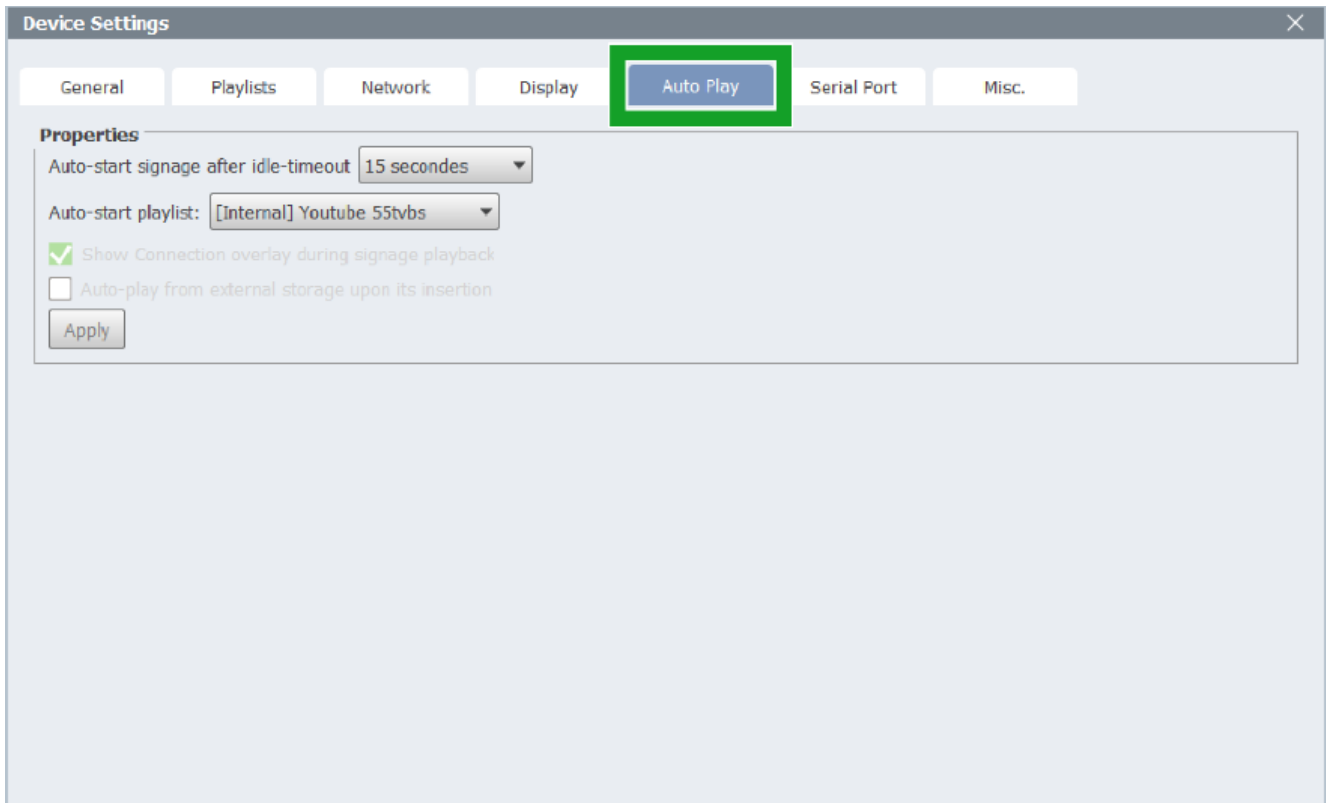 Device Settings
General Playlists Network Display Auto Play Serial Port Misc.
Properties
Auto-start signage after idle-timeout 15 secondes
Auto-start playlist: [Internal] Youtube 55tvbs
Show Connection overlay during signage playback
Auto-play from external storage upon its insertion
Apply